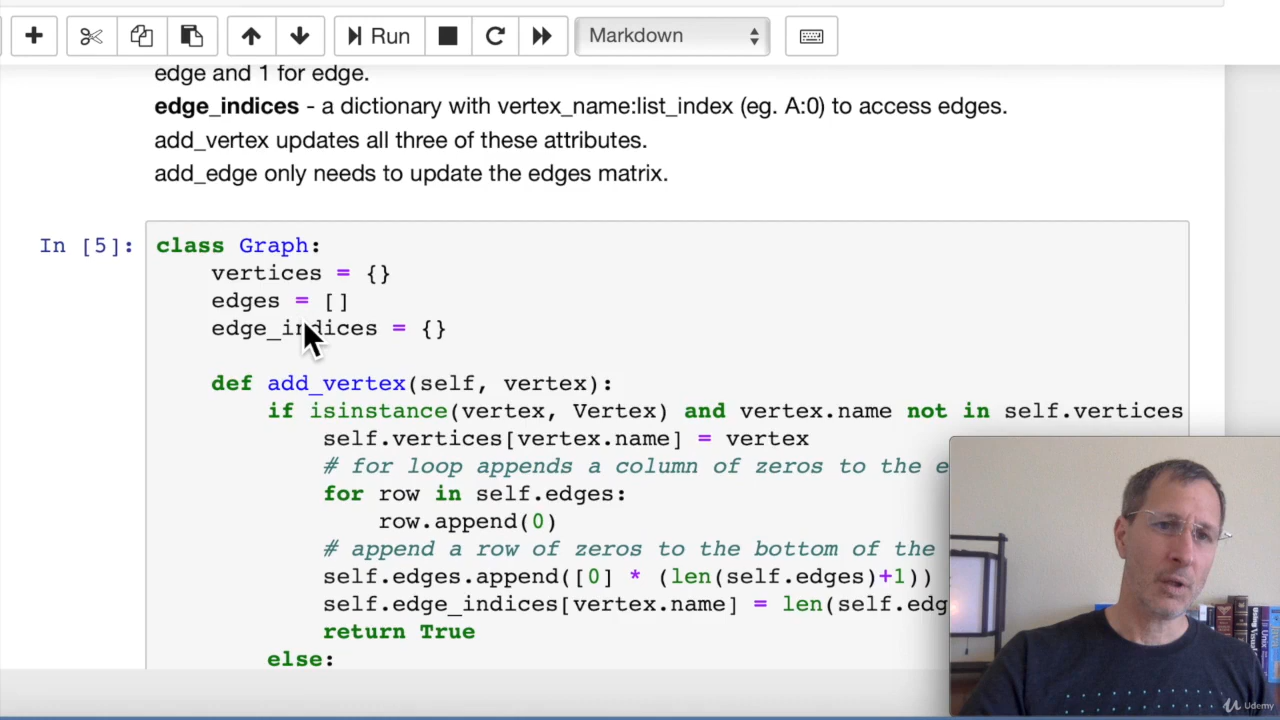 Run
Markdown
edge and 1 for edge.
edge_indices - a dictionary with vertex_name:list_index (eg. A:0) to access edges.
add_vertex updates all three of these attributes.
add_edge only needs to update the edges matrix.
In [5]:
class Graph:
vertices = {}
edges = []
edge_indices = {}
def add_vertex(self, vertex):
if isinstance(vertex, Vertex) and vertex.name not in self.vertices
self.vertices[vertex.name] = vertex
# for loop appends a column of zeros to the e
for row in self.edges:
row.append(0)
# append a row of zeros to the bottom of the
self.edges.append([0] * (len(self.edges)+1))
self.edge_indices[vertex.name] = len(self.edg
return True
else:
Unix
Udemy